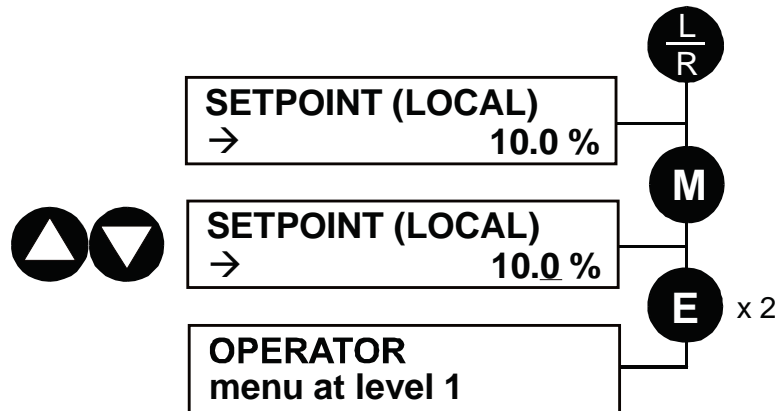 L
R
SETPOINT (LOCAL)
→ 10.0 %
M
SETPOINT (LOCAL)
→ 10.0 %
E x 2
OPERATOR
menu at level 1